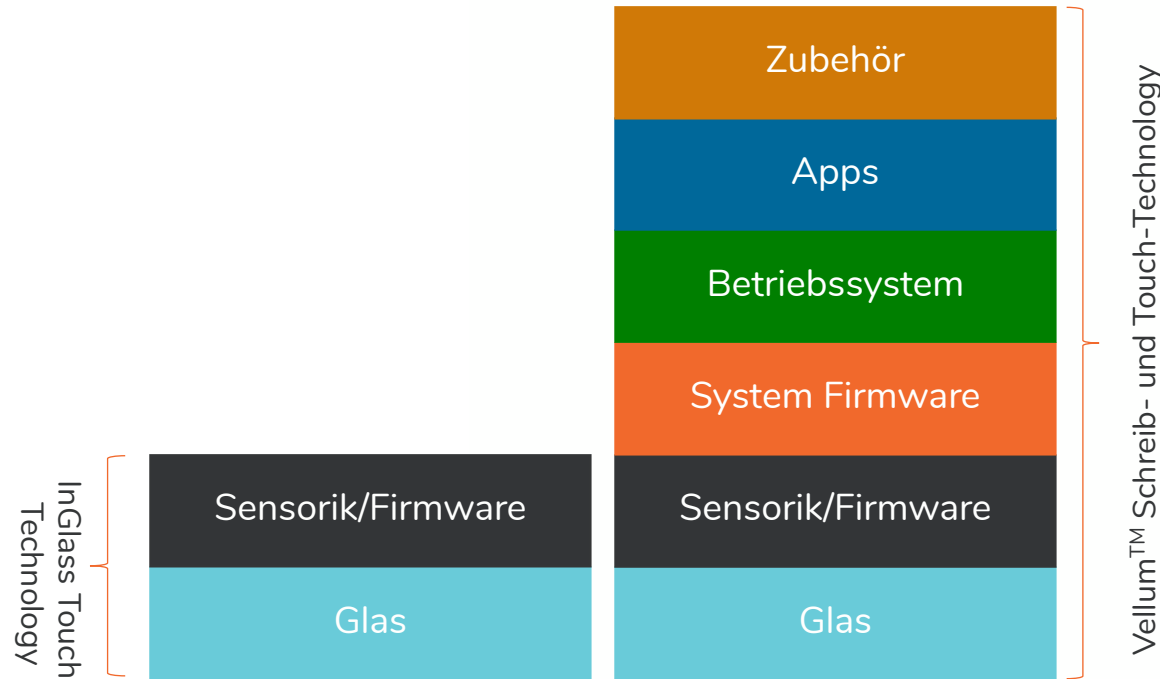 InGlass Touch
Technology
Sensorik/Firmware
Glas
Zubehör
Apps
Betriebssystem
System Firmware
Sensorik/Firmware
Glas
Vellum™ Schreib- und Touch-Technology